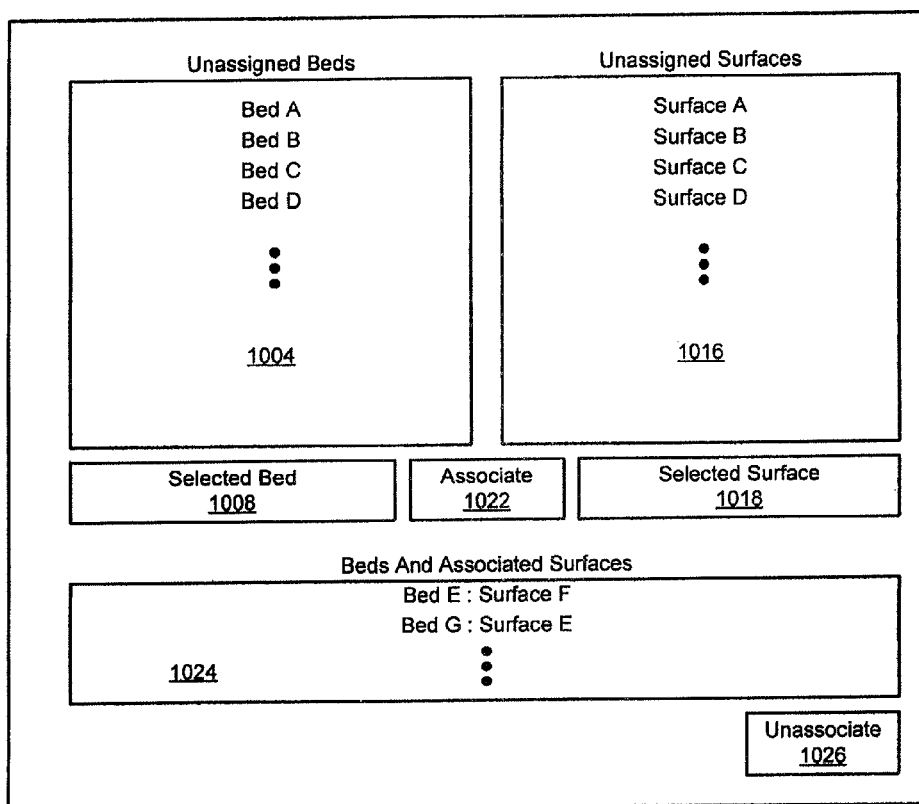 Unassigned Beds
Bed A
Bed B
Bed C
Bed D
1004
Unassigned Surfaces
Surface A
Surface B
Surface C
Surface D
1016
Selected Bed
1008
Associate
1022
Selected Surface
1018
Beds And Associated Surfaces
Bed E : Surface F
Bed G : Surface E
1024
Unassociate
1026